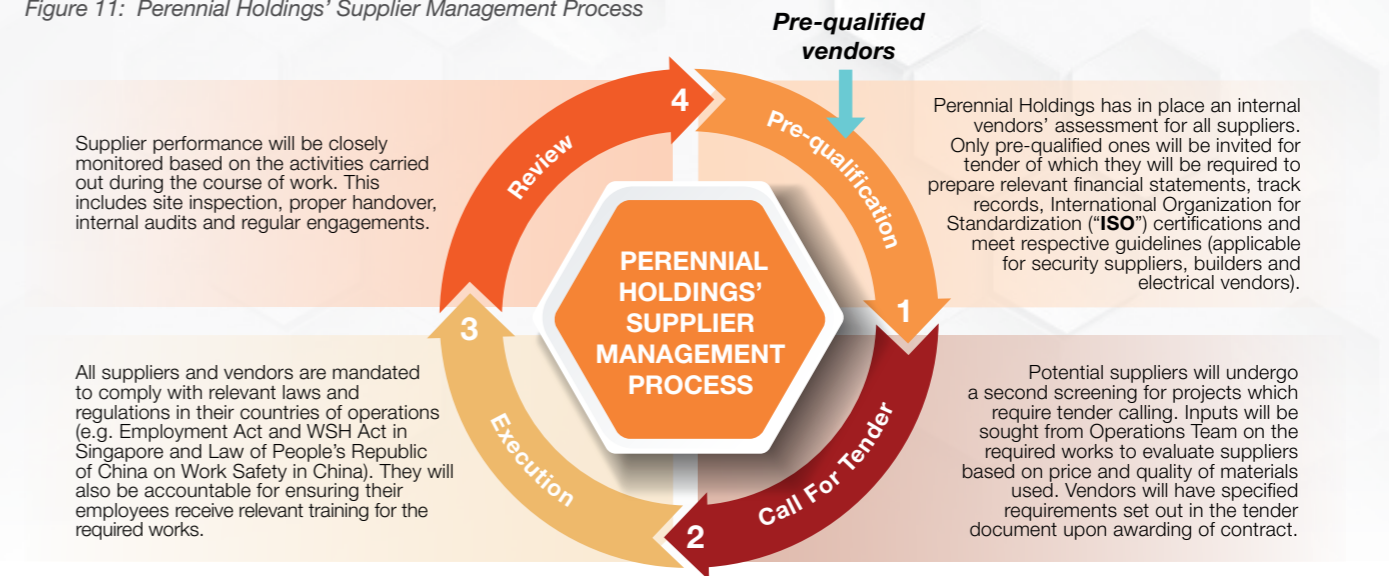 Figure 11: Perennial Holdings' Supplier Management Process
Pre-qualified
vendors
4
Review
Supplier performance will be closely
monitored based on the activities carried
out during the course of work. This
includes site inspection, proper handover,
internal audits and regular engagements.
Pre-qualification
1
Perennial Holdings has in place an internal
vendors' assessment for all suppliers.
Only pre-qualified ones will be invited for
tender of which they will be required to
prepare relevant financial statements, track
records, International Organization for
Standardization ("ISO") certifications and
meet respective guidelines (applicable
for security suppliers, builders and
electrical vendors).
PERENNIAL
HOLDINGS'
SUPPLIER
MANAGEMENT
PROCESS
3
Execution
All suppliers and vendors are mandated
to comply with relevant laws and
regulations in their countries of operations
(e.g. Employment Act and WSH Act in
Singapore and Law of People's Republic
of China on Work Safety in China). They will
also be accountable for ensuring their
employees receive relevant training for the
required works.
Call For Tender
2
Potential suppliers will undergo
a second screening for projects which
require tender calling. Inputs will be
sought from Operations Team on the
required works to evaluate suppliers
based on price and quality of materials
used. Vendors will have specified
requirements set out in the tender
document upon awarding of contract.